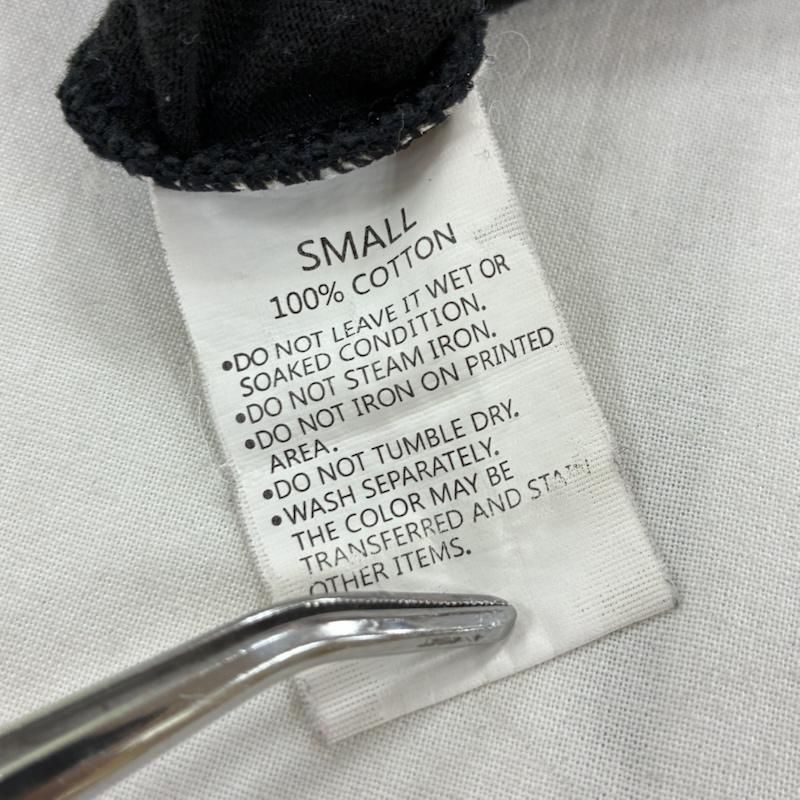 SMALL
100% COTTON
•DO NOT LEAVE IT WET OR
SOAKED CONDITION.
•DO NOT STEAM IRON.
•DO NOT IRON ON PRINTED
AREA.
•DO NOT TUMBLE DRY.
•WASH SEPARATELY.
THE COLOR MAY BE
TRANSFERRED AND STAIN
OTHER ITEMS.